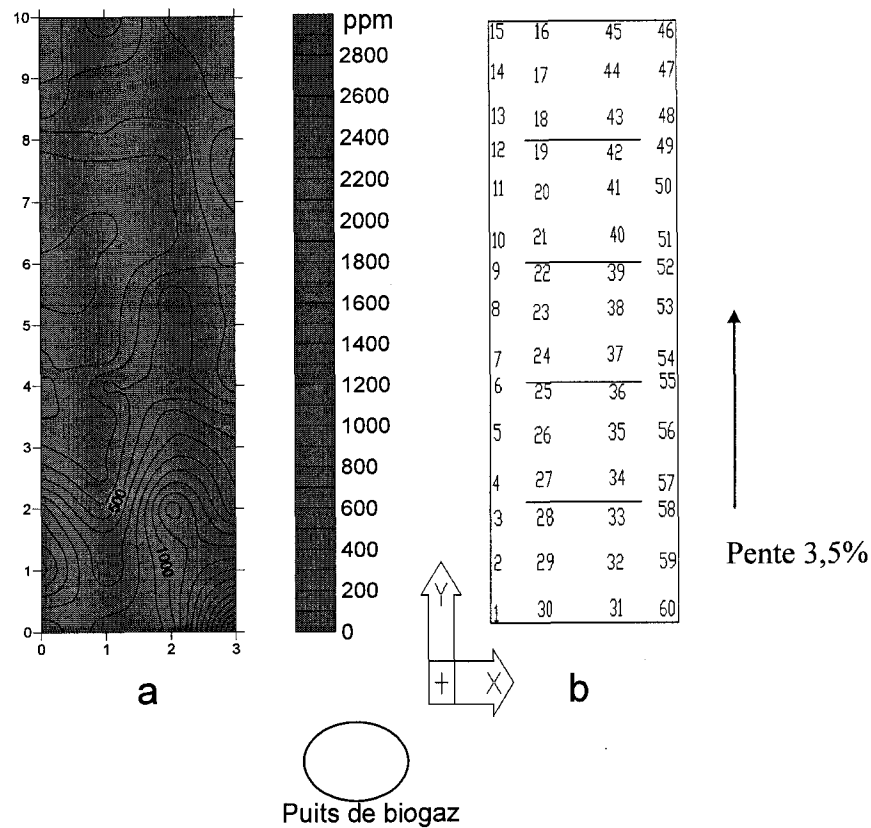 10
9
8
7
6
5
4
3
2
1
0
0 1 2 3
500
1000
a
ppm
2800
2600
2400
2200
2000
1800
1600
1400
1200
1000
800
600
400
200
0
15 16 45 46
14 17 44 47
13 18 43 48
12 19 42 49
11 20 41 50
10 21 40 51
9 22 39 52
8 23 38 53
7 24 37 54
6 25 36 55
5 26 35 56
4 27 34 57
3 28 33 58
2 29 32 59
1 30 31 60
Pente 3,5%
Y
+ X
b
Puits de biogaz